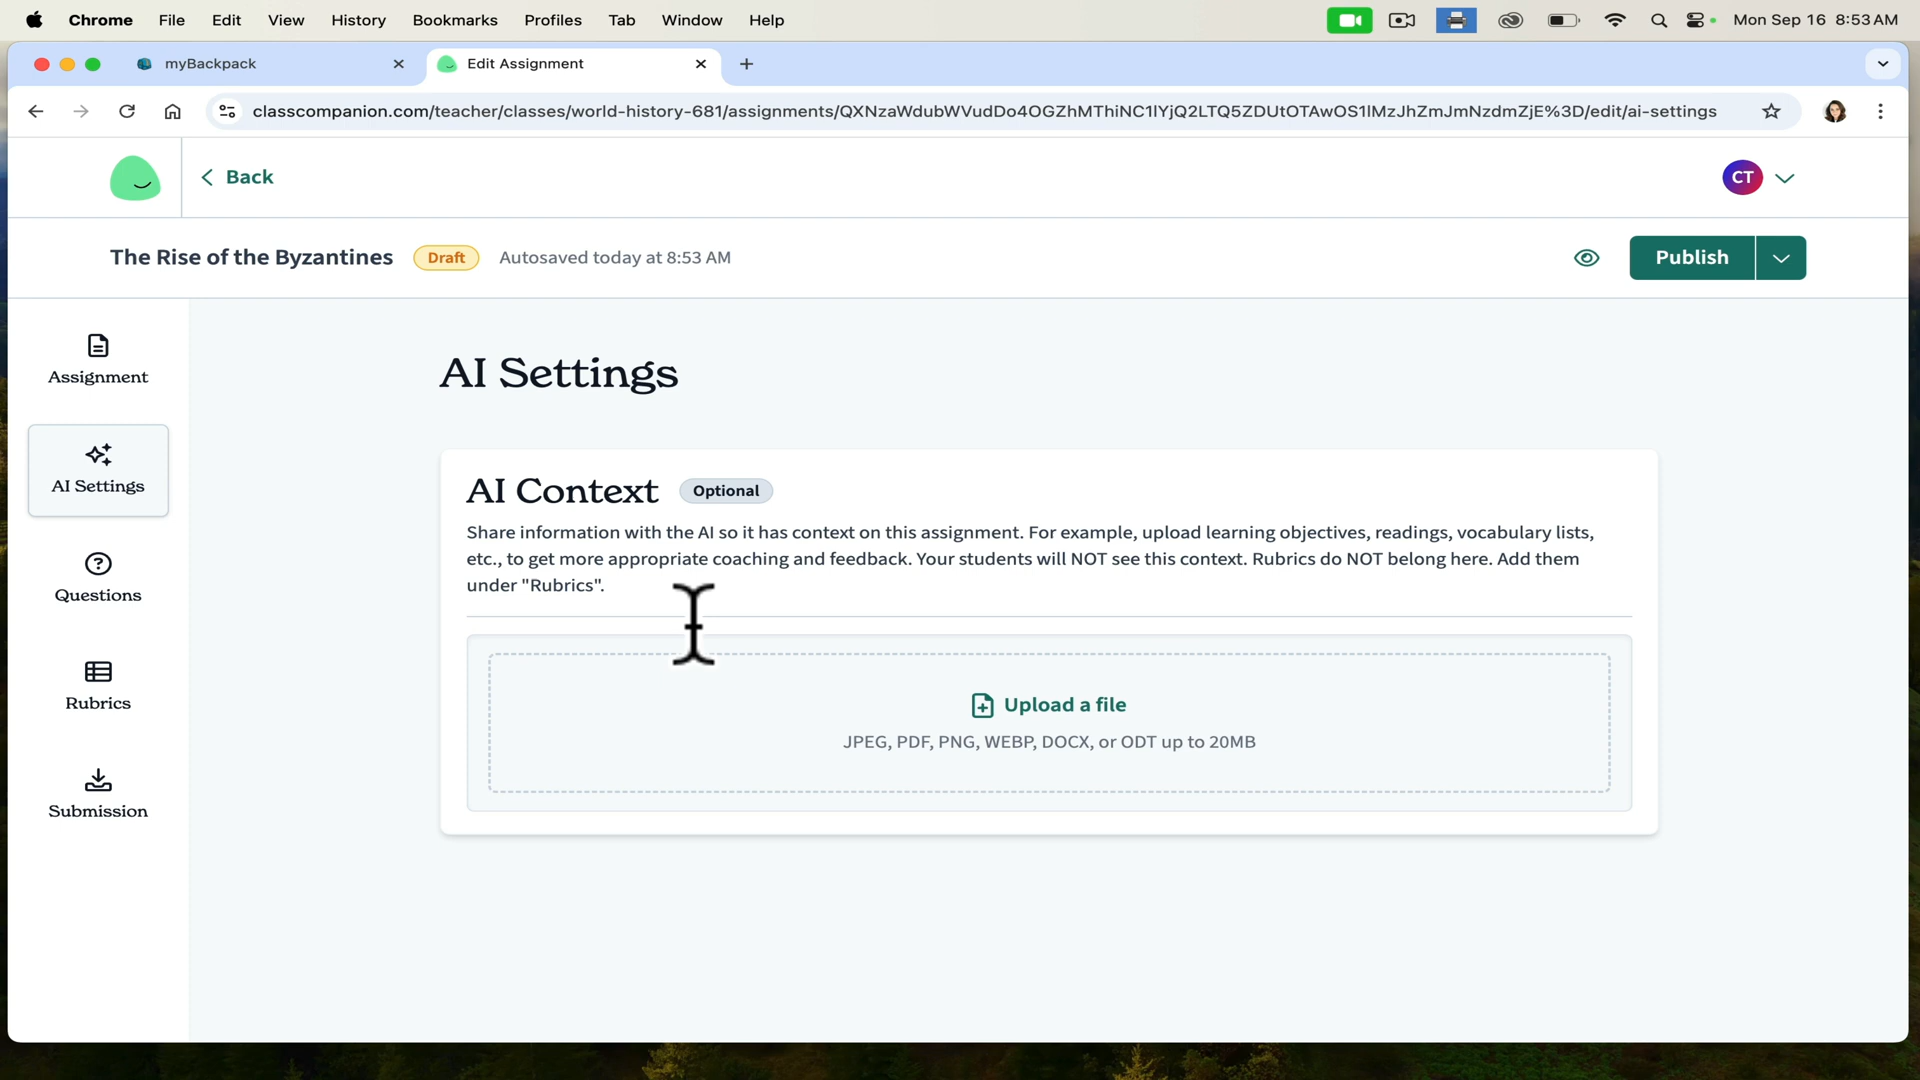 Chrome File Edit View History Bookmarks Profiles Tab Window Help Mon Sep 16 8:53 AM
myBackpack Edit Assignment
classcompanion.com/teacher/classes/world-history-681/assignments/QXNzaWdubWVudDo4OGZhMThiNC1lYjQ2LTQ5ZDUtOTAwOS1lMzJhZmJmNzdmZjE%3D/edit/ai-settings
Back CT
The Rise of the Byzantines Draft Autosaved today at 8:53 AM Publish
Assignment
AI Settings
Questions
Rubrics
Submission
AI Settings
AI Context Optional
Share information with the AI so it has context on this assignment. For example, upload learning objectives, readings, vocabulary lists,
etc., to get more appropriate coaching and feedback. Your students will NOT see this context. Rubrics do NOT belong here. Add them
under "Rubrics".
Upload a file
JPEG, PDF, PNG, WEBP, DOCX, or ODT up to 20MB